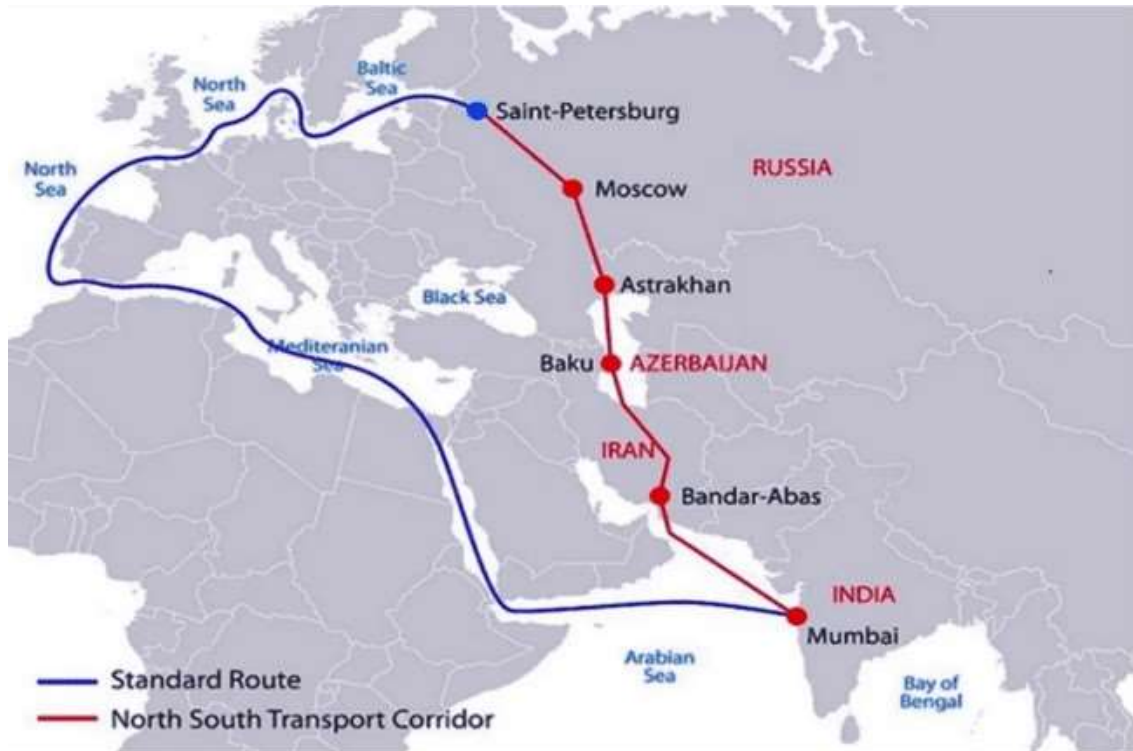 Baltic
Sea
North
Sea
Saint-Petersburg
North
Sea
RUSSIA
Moscow
Astrakhan
Black Sea
Mediteranian
Sea
Baku
AZERBAIJAN
IRAN
Bandar-Abas
INDIA
Mumbai
Arabian
Sea
Bay of
Bengal
Standard Route
North South Transport Corridor